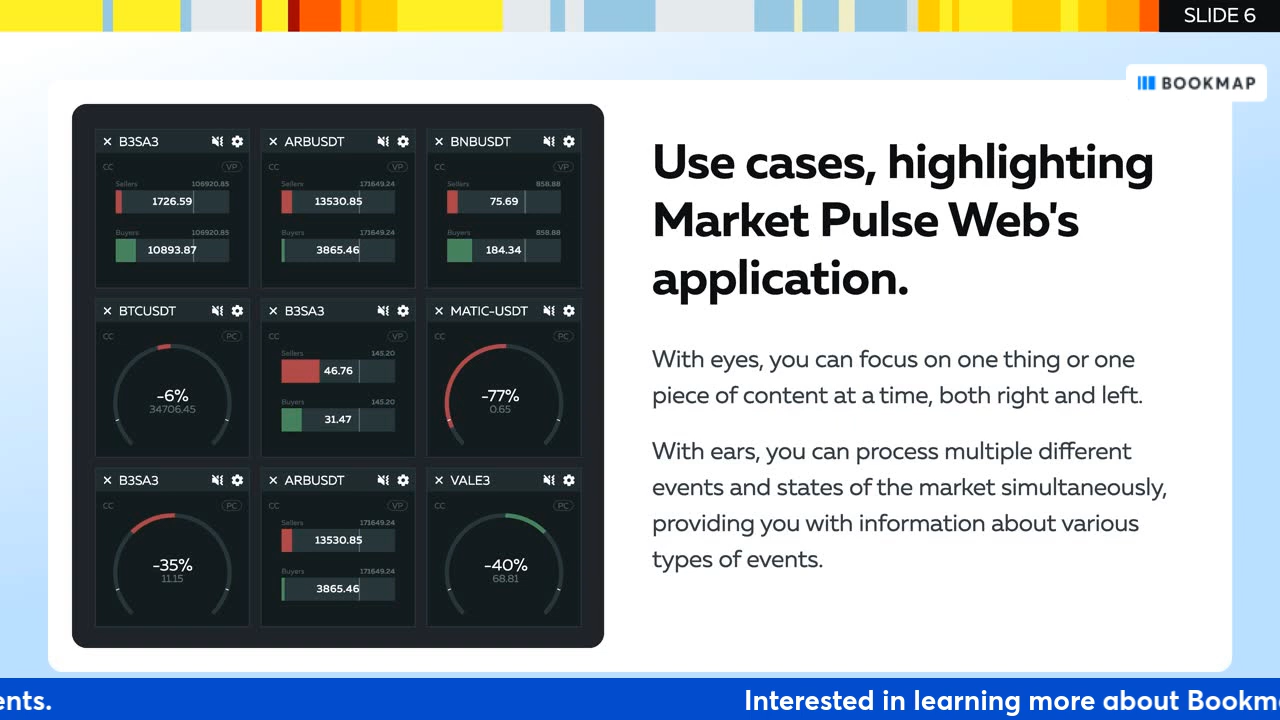 SLIDE 6
BOOKMAP
B3SA3
CC
VP
Sellers 106920.85
1726.59
Buyers 106920.85
10893.87
ARBUSDT
CC
VP
Sellers 171649.24
13530.85
Buyers 171649.24
3865.46
BNBUSDT
CC
VP
Sellers 858.88
75.69
Buyers 858.88
184.34
BTCUSDT
CC
PC
-6%
34706.45
B3SA3
CC
VP
Sellers 145.20
46.76
Buyers 145.20
31.47
MATIC-USDT
CC
PC
-77%
0.65
B3SA3
CC
PC
-35%
11.15
ARBUSDT
CC
VP
Sellers 171649.24
13530.85
Buyers 171649.24
3865.46
VALE3
CC
PC
-40%
68.81
Use cases, highlighting
Market Pulse Web's
application.
With eyes, you can focus on one thing or one
piece of content at a time, both right and left.
With ears, you can process multiple different
events and states of the market simultaneously,
providing you with information about various
types of events.
ents.
Interested in learning more about Bookma